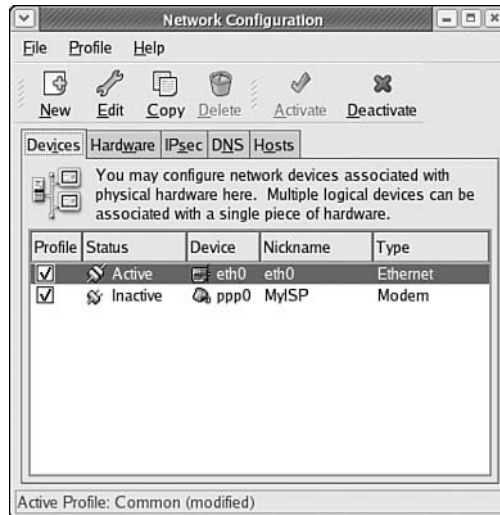 Network Configuration
File Profile Help
New Edit Copy Delete Activate Deactivate
Devices Hardware IPsec DNS Hosts
You may configure network devices associated with
physical hardware here. Multiple logical devices can be
associated with a single piece of hardware.
Profile Status Device Nickname Type
Active eth0 eth0 Ethernet
Inactive ppp0 MyISP Modem
Active Profile: Common (modified)